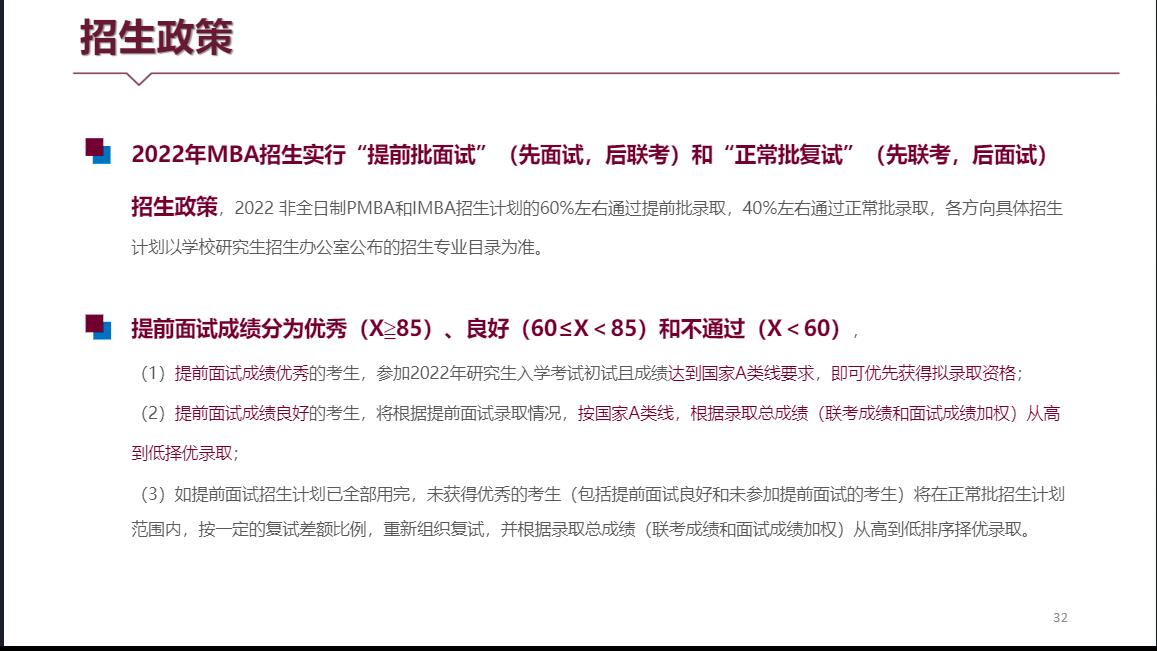 招生政策
2022年MBA招生实行“提前批面试”（先面试，后联考）和“正常批复试”（先联考，后面试）
招生政策，2022 非全日制PMBA和IMBA招生计划的60%左右通过提前批录取，40%左右通过正常批录取，各方向具体招生
计划以学校研究生招生办公室公布的招生专业目录为准。
提前面试成绩分为优秀（X≧85）、良好（60≤X＜85）和不通过（X＜60），
（1）提前面试成绩优秀的考生，参加2022年研究生入学考试初试且成绩达到国家A类线要求，即可优先获得拟录取资格；
（2）提前面试成绩良好的考生，将根据提前面试录取情况，按国家A类线，根据录取总成绩（联考成绩和面试成绩加权）从高
到低择优录取；
（3）如提前面试招生计划已全部用完，未获得优秀的考生（包括提前面试良好和未参加提前面试的考生）将在正常批招生计划
范围内，按一定的复试差额比例，重新组织复试，并根据录取总成绩（联考成绩和面试成绩加权）从高到低排序择优录取。
32